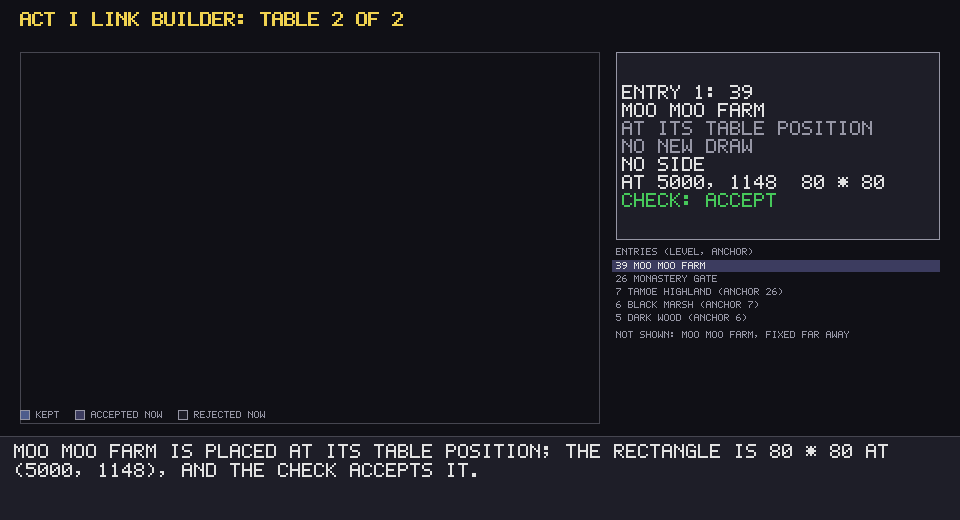 ACT I LINK BUILDER: TABLE 2 OF 2
ENTRY 1: 39
MOO MOO FARM
AT ITS TABLE POSITION
NO NEW DRAW
NO SIDE
AT 5000, 1148  80 * 80
CHECK: ACCEPT
ENTRIES (LEVEL, ANCHOR)
39 MOO MOO FARM
26 MONASTERY GATE
7 TAMOE HIGHLAND (ANCHOR 26)
6 BLACK MARSH (ANCHOR 7)
5 DARK WOOD (ANCHOR 6)
NOT SHOWN: MOO MOO FARM, FIXED FAR AWAY
KEPT ACCEPTED NOW REJECTED NOW
MOO MOO FARM IS PLACED AT ITS TABLE POSITION; THE RECTANGLE IS 80 * 80 AT
(5000, 1148), AND THE CHECK ACCEPTS IT.